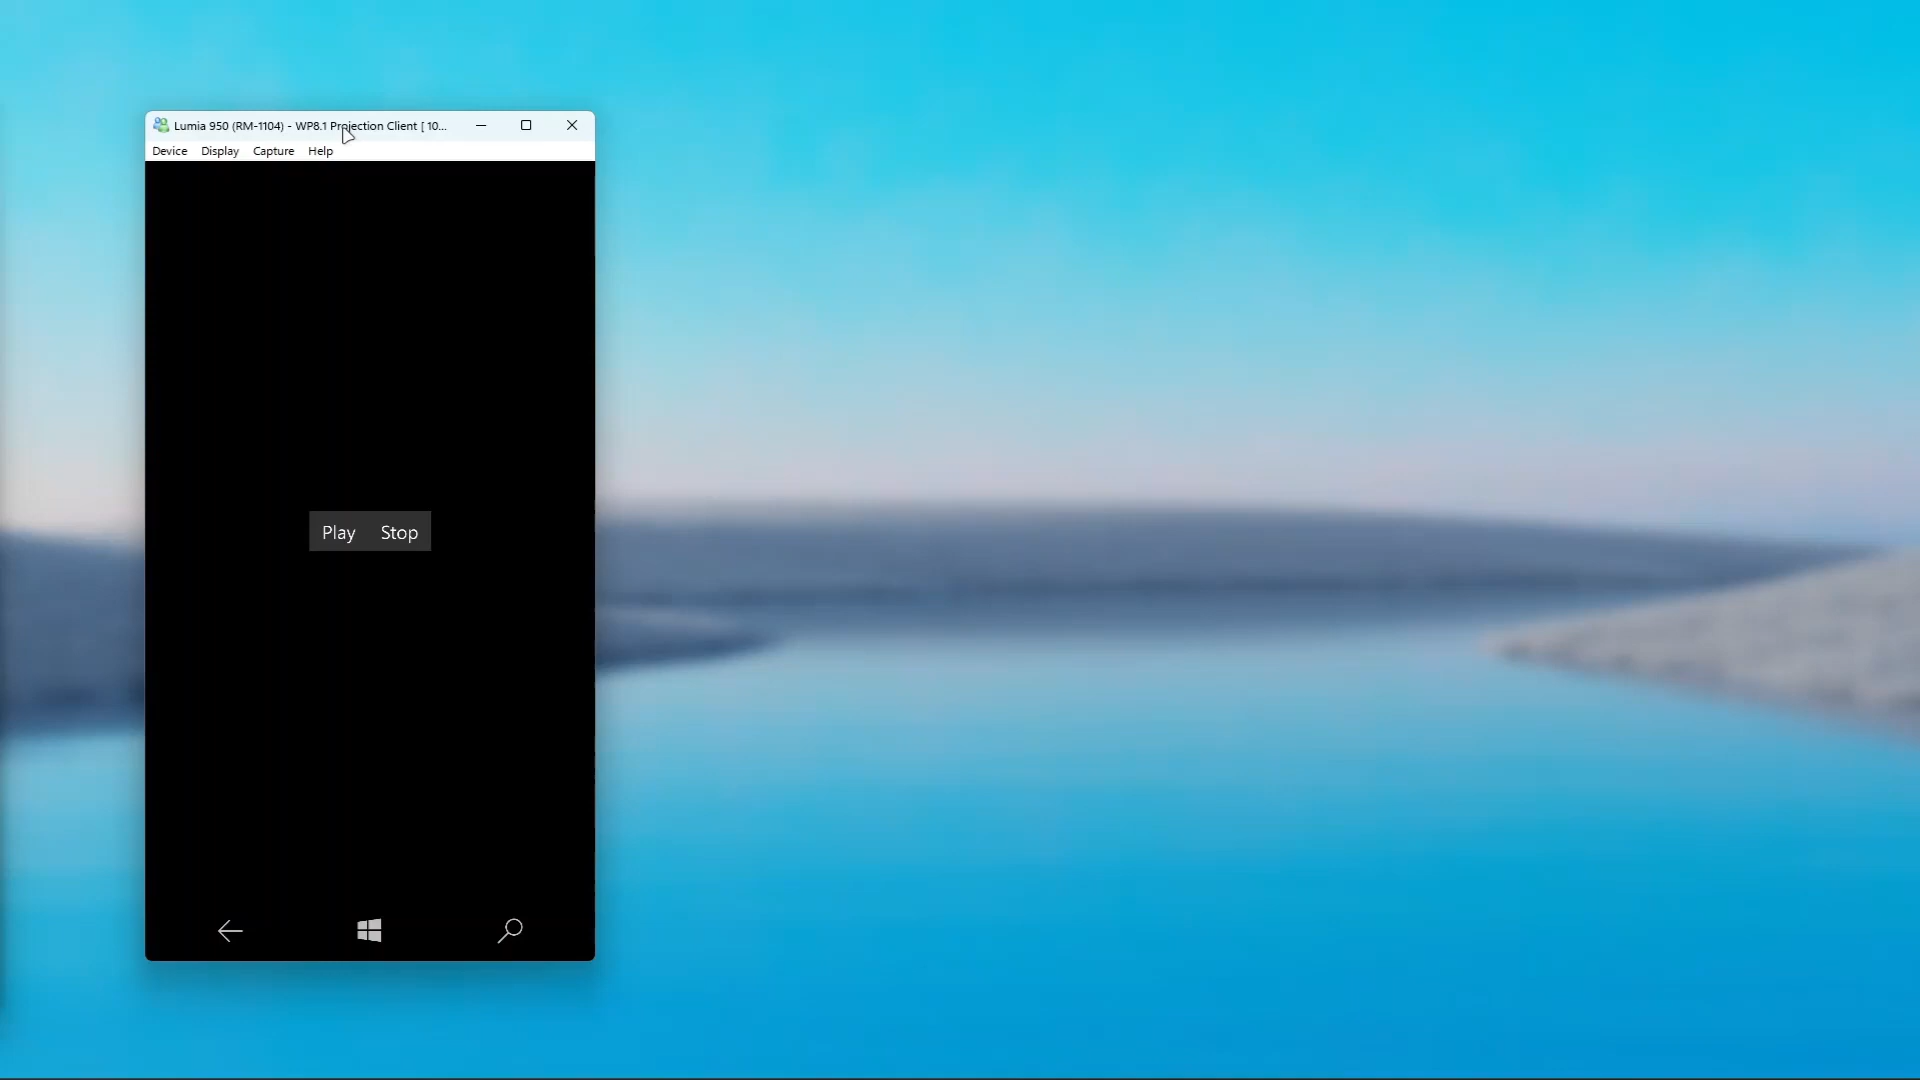 Lumia 950 (RM-1104) - WP8.1 Projection Client [ 10...
Device Display Capture Help
Play Stop